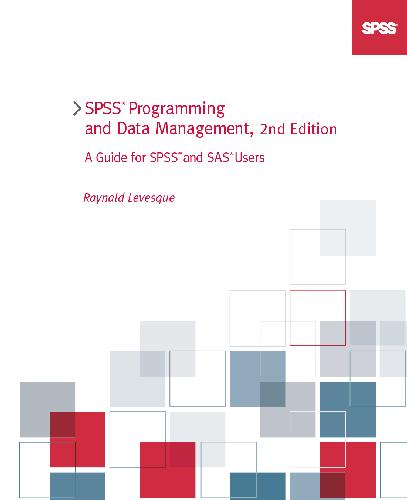 SPSS
SPSS® Programming
and Data Management, 2nd Edition
A Guide for SPSS® and SAS® Users
Raynald Levesque